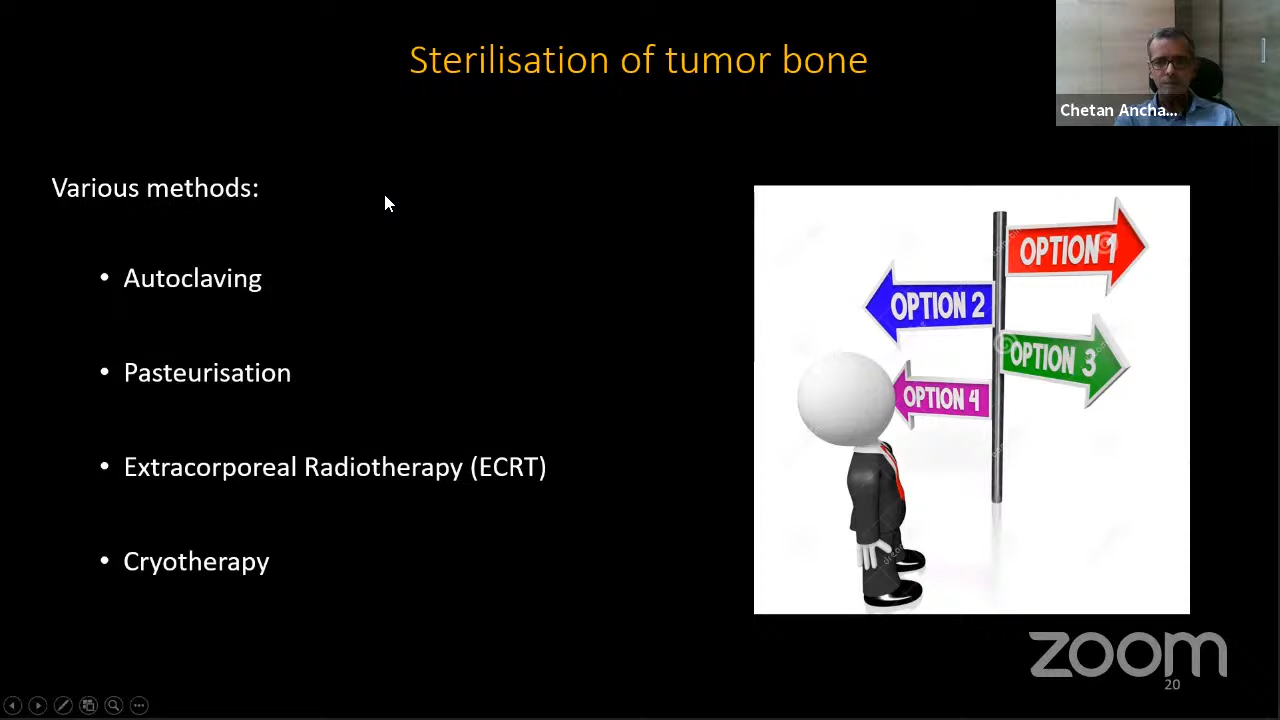 Sterilisation of tumor bone
Chetan Ancha...
Various methods:
• Autoclaving
• Pasteurisation
• Extracorporeal Radiotherapy (ECRT)
• Cryotherapy
OPTION 1
OPTION 2
OPTION 3
OPTION 4
zoom
20